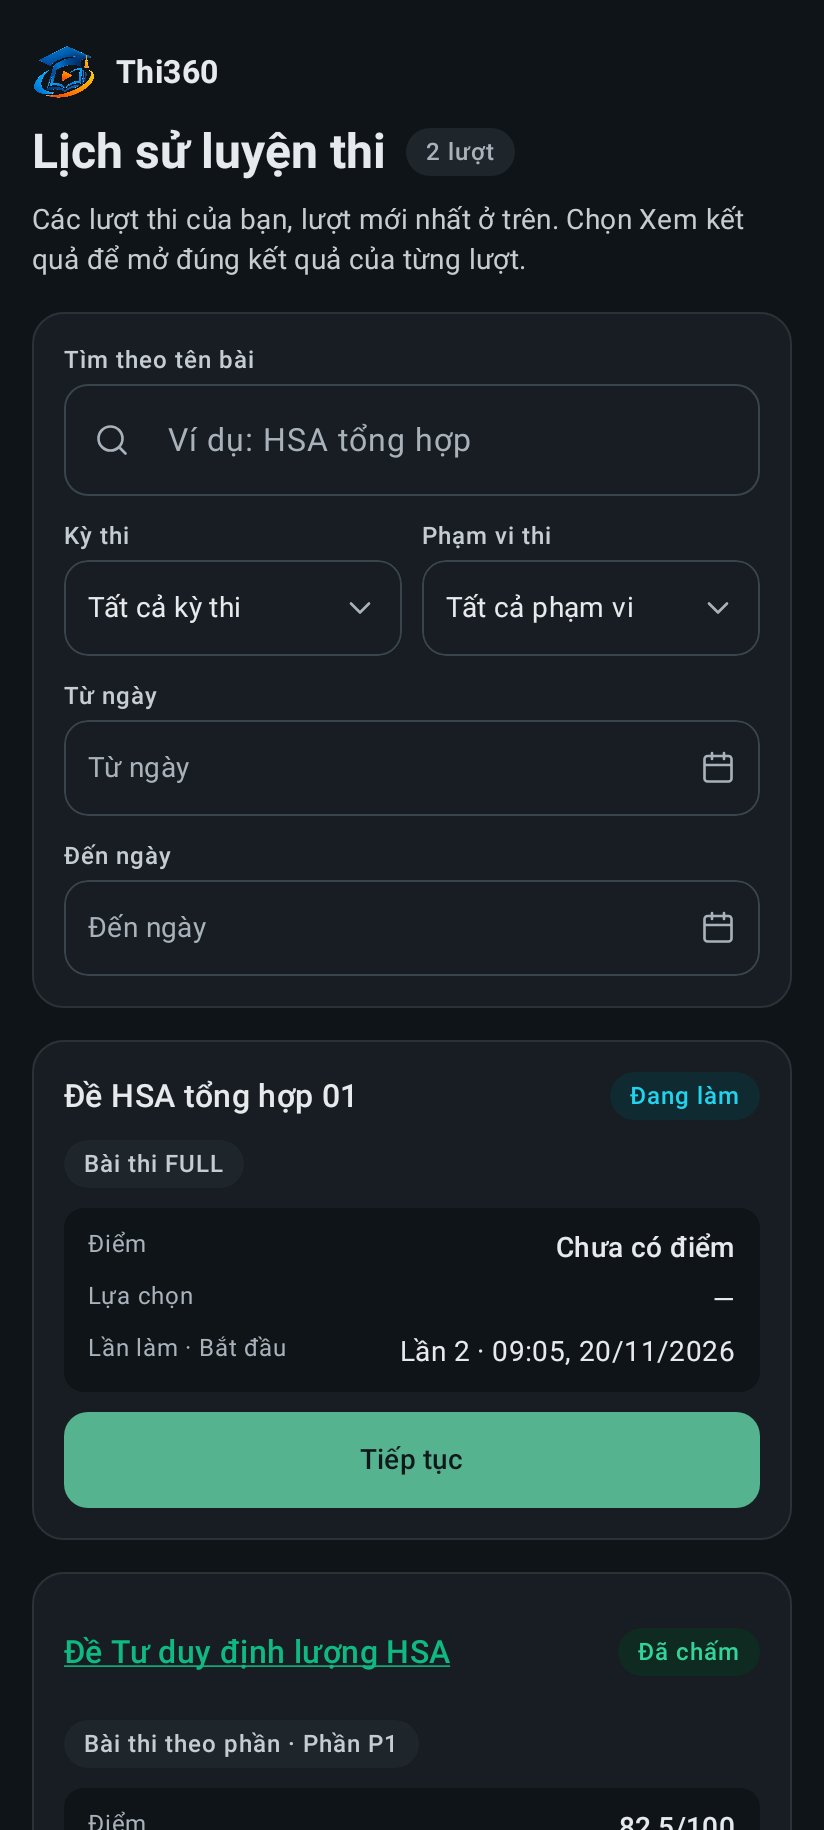 Thi360
Lịch sử luyện thi
2 lượt
Các lượt thi của bạn, lượt mới nhất ở trên. Chọn Xem kết
quả để mở đúng kết quả của từng lượt.
Tìm theo tên bài
Ví dụ: HSA tổng hợp
Kỳ thi
Phạm vi thi
Tất cả kỳ thi
Tất cả phạm vi
Từ ngày
Từ ngày
Đến ngày
Đến ngày
Đề HSA tổng hợp 01
Đang làm
Bài thi FULL
Điểm
Chưa có điểm
Lựa chọn
—
Lần làm · Bắt đầu
Lần 2 · 09:05, 20/11/2026
Tiếp tục
Đề Tư duy định lượng HSA
Đã chấm
Bài thi theo phần · Phần P1
Điểm
82.5/100